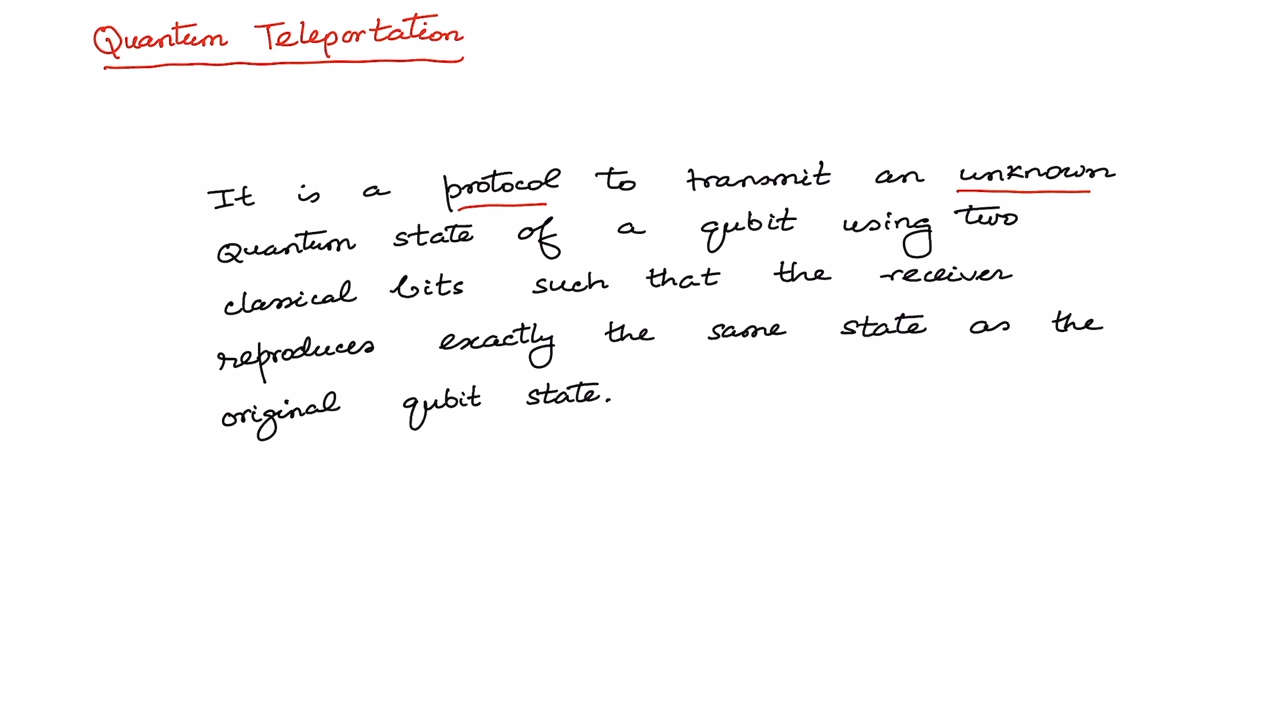 Quantum Teleportation
It is a protocol to transmit an unknown
Quantum state of a qubit using two
classical bits such that the receiver
reproduces exactly the same state as the
original qubit state.